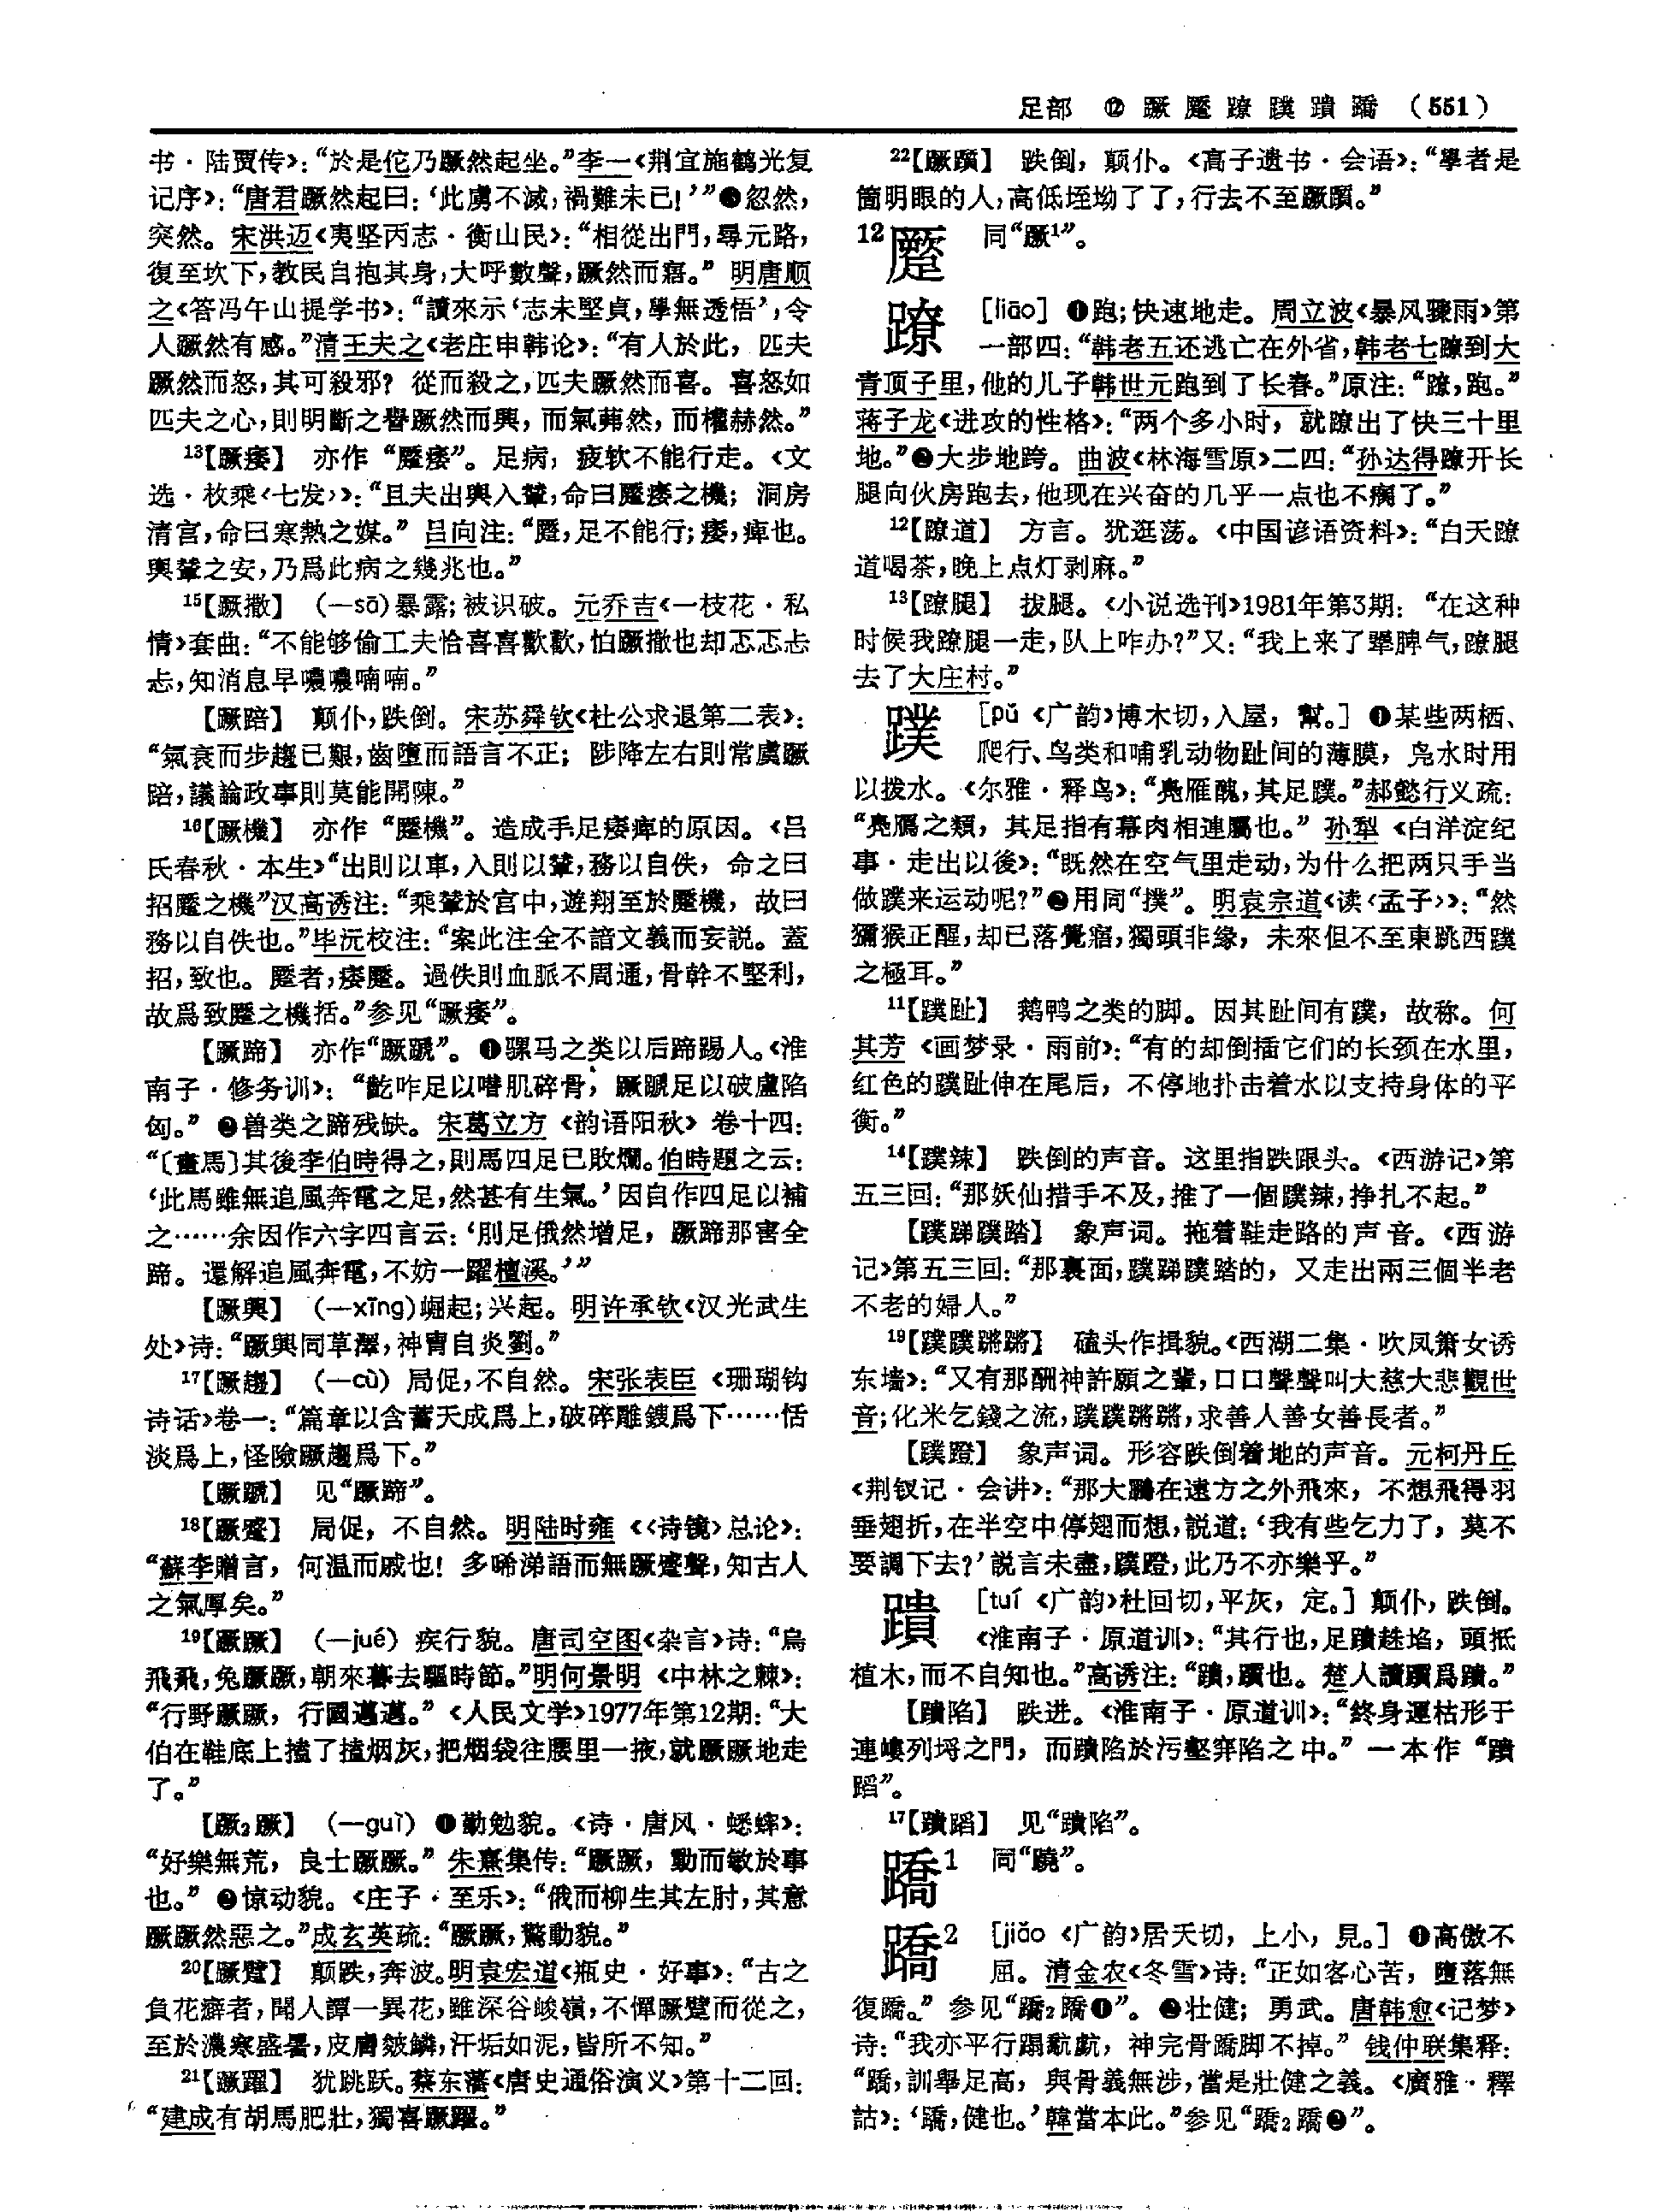 足部 ⑫ 蹶 蹷 蹽 蹼 蹪 蹻 （551）
书·陆贾传》：“於是佗乃蹶然起坐。”李一《荆宜施鹤光复
记序》：“唐君蹶然起曰：‘此虜不滅，禍難未已！’”❸忽然，
突然。宋洪迈《夷坚丙志·衡山民》：“相從出門，尋元路，
復至坎下，教民自抱其身，大呼數聲，蹶然而寤。” 明唐顺
之《答冯午山提学书》：“讀來示‘志未堅貞，學無透悟’，令
人蹶然有感。”清王夫之《老庄申韩论》：“有人於此，匹夫
蹶然而怒，其可殺邪？從而殺之，匹夫蹶然而喜。喜怒如
匹夫之心，則明斷之譽蹶然而興，而氣茀然，而權赫然。”
13【蹶痿】 亦作“蹷痿”。足病，疲软不能行走。《文
选·枚乘〈七发〉》：“且夫出輿入輦，命曰蹷痿之機；洞房
清宫，命曰寒熱之媒。” 吕向注：“蹷，足不能行；痿，痺也。
輿輦之安，乃爲此病之幾兆也。”
15【蹶撒】 （—sā）暴露；被识破。元乔吉《一枝花·私
情》套曲：“不能够偷工夫恰喜喜歡歡，怕蹶撒也却忑忑忐
忐，知消息早噥噥喃喃。”
【蹶踣】 颠仆，跌倒。宋苏舜钦《杜公求退第二表》：
“氣衰而步趨已艱，齒墮而語言不正；陟降左右則常虞蹶
踣，議論政事則莫能開陳。”
16【蹶機】 亦作“蹷機”。造成手足痿痺的原因。《吕
氏春秋·本生》“出則以車，入則以輦，務以自佚，命之曰
招蹷之機”汉高诱注：“乘輦於宫中，遊翔至於蹷機，故曰
務以自佚也。”毕沅校注：“案此注全不諳文義而妄説。蓋
招，致也。蹷者，痿蹷。過佚則血脈不周通，骨幹不堅利，
故爲致蹷之機括。”参见“蹶痿”。
【蹶蹄】 亦作“蹶蹏”。❶骡马之类以后蹄踢人。《淮
南子·修务训》：“齕咋足以噆肌碎骨，蹶蹏足以破盧陷
匈。” ❷兽类之蹄残缺。宋葛立方《韵语阳秋》卷十四：
“〔畫馬〕其後李伯時得之，則馬四足已敗爛。伯時題之云：
‘此馬雖無追風奔電之足，然甚有生氣。’因自作四足以補
之……余因作六字四言云：‘刖足俄然增足，蹶蹄那害全
蹄。還解追風奔電，不妨一躍檀溪。’”
【蹶興】 （—xīng）崛起；兴起。明许承钦《汉光武生
处》诗：“蹶興同草澤，神胄自炎劉。”
17【蹶趨】 （—cù）局促，不自然。宋张表臣《珊瑚钩
诗话》卷一：“篇章以含蓄天成爲上，破碎雕鎪爲下……恬
淡爲上，怪險蹶趨爲下。”
【蹶蹏】 见“蹶蹄”。
18【蹶蹙】 局促，不自然。明陆时雍《〈诗镜〉总论》：
“蘇李贈言，何温而戚也！多唏涕語而無蹶蹙聲，知古人
之氣厚矣。”
19【蹶蹶】 （—jué）疾行貌。唐司空图《杂言》诗：“烏
飛飛，兔蹶蹶，朝來暮去驅時節。”明何景明《中林之棘》：
“行野蹶蹶，行國邁邁。”《人民文学》1977年第12期：“大
伯在鞋底上搕了搕烟灰，把烟袋往腰里一掖，就蹶蹶地走
了。”
【蹶₂蹶】 （—guì）❶勤勉貌。《诗·唐风·蟋蟀》：
“好樂無荒，良士蹶蹶。” 朱熹集传：“蹶蹶，動而敏於事
也。” ❷惊动貌。《庄子·至乐》：“俄而柳生其左肘，其意
蹶蹶然惡之。”成玄英疏：“蹶蹶，驚動貌。”
20【蹶躄】 颠跌，奔波。明袁宏道《瓶史·好事》：“古之
負花癖者，聞人譚一異花，雖深谷峻嶺，不憚蹶躄而從之，
至於濃寒盛暑，皮膚皴鱗，汗垢如泥，皆所不知。”
21【蹶躍】 犹跳跃。蔡东藩《唐史通俗演义》第十二回：
“建成有胡馬肥壯，獨喜蹶躍。”
22【蹶躓】 跌倒，颠仆。《高子遗书·会语》：“學者是
箇明眼的人，高低垤坳了了，行去不至蹶躓。”
12 蹷 同“蹶¹”。
蹽 [liāo] ❶跑；快速地走。周立波《暴风骤雨》第
一部四：“韩老五还逃亡在外省，韩老七蹽到大
青顶子里，他的儿子韩世元跑到了长春。”原注：“蹽，跑。”
蒋子龙《进攻的性格》：“两个多小时，就蹽出了快三十里
地。”❷大步地跨。曲波《林海雪原》二四：“孙达得蹽开长
腿向伙房跑去，他现在兴奋的几乎一点也不瘸了。”
12【蹽道】 方言。犹逛荡。《中国谚语资料》：“白天蹽
道喝茶，晚上点灯剥麻。”
13【蹽腿】 拔腿。《小说选刊》1981年第3期：“在这种
时候我蹽腿一走，队上咋办？”又：“我上来了犟脾气，蹽腿
去了大庄村。”
蹼 [pǔ《广韵》博木切，入屋，幫。] ❶某些两栖、
爬行、鸟类和哺乳动物趾间的薄膜，凫水时用
以拨水。《尔雅·释鸟》：“鳧雁醜，其足蹼。”郝懿行义疏：
“鳧鴈之類，其足指有幕肉相連屬也。” 孙犁《白洋淀纪
事·走出以後》：“既然在空气里走动，为什么把两只手当
做蹼来运动呢？”❷用同“撲”。明袁宗道《读〈孟子〉》：“然
獼猴正醒，却已落覺寤，獨頭非緣，未來但不至東跳西蹼
之極耳。”
11【蹼趾】 鹅鸭之类的脚。因其趾间有蹼，故称。何
其芳《画梦录·雨前》：“有的却倒插它们的长颈在水里，
红色的蹼趾伸在尾后，不停地扑击着水以支持身体的平
衡。”
14【蹼辣】 跌倒的声音。这里指跌跟头。《西游记》第
五三回：“那妖仙措手不及，推了一個蹼辣，挣扎不起。”
【蹼踶蹼踏】 象声词。拖着鞋走路的声音。《西游
记》第五三回：“那裏面，蹼踶蹼踏的，又走出兩三個半老
不老的婦人。”
19【蹼蹼蹡蹡】 磕头作揖貌。《西湖二集·吹凤箫女诱
东墙》：“又有那酬神許願之輩，口口聲聲叫大慈大悲觀世
音；化米乞錢之流，蹼蹼蹡蹡，求善人善女善長者。”
【蹼蹬】 象声词。形容跌倒着地的声音。元柯丹丘
《荆钗记·会讲》：“那大鵬在遠方之外飛來，不想飛得羽
垂翅折，在半空中停翅而想，説道：‘我有些乞力了，莫不
要調下去？’説言未盡，蹼蹬，此乃不亦樂乎。”
蹪 [tuí《广韵》杜回切，平灰，定。] 颠仆，跌倒。
《淮南子·原道训》：“其行也，足蹪趎埳，頭抵
植木，而不自知也。”高诱注：“蹪，躓也。楚人讀躓爲蹪。”
【蹪陷】 跌进。《淮南子·原道训》：“終身運枯形于
連嶁列埒之門，而蹪陷於污壑穽陷之中。”一本作“蹪
蹈”。
17【蹪蹈】 见“蹪陷”。
蹻1 同“蹺”。
蹻2 [jiǎo《广韵》居夭切，上小，見。] ❶高傲不
屈。清金农《冬雪》诗：“正如客心苦，墮落無
復蹻。” 参见“蹻₂蹻❶”。 ❷壮健；勇武。唐韩愈《记梦》
诗：“我亦平行蹋𩨗𩨝，神完骨蹻脚不掉。” 钱仲联集释：
“蹻，訓舉足高，與骨義無涉，當是壯健之義。《廣雅·釋
詁》：‘蹻，健也。’韓當本此。”参见“蹻₂蹻❷”。